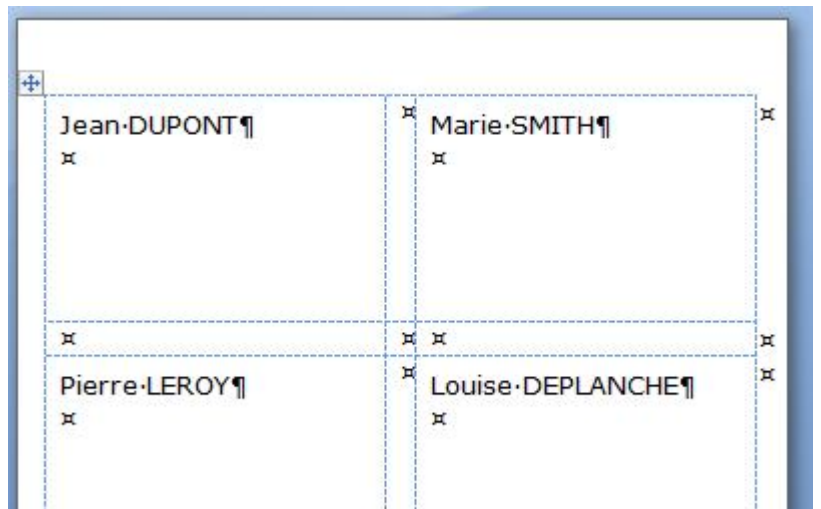 Jean·DUPONT¶ ¤ Marie·SMITH¶ ¤
¤ ¤
¤ ¤ ¤ ¤
Pierre·LEROY¶ ¤ Louise·DEPLANCHE¶ ¤
¤ ¤